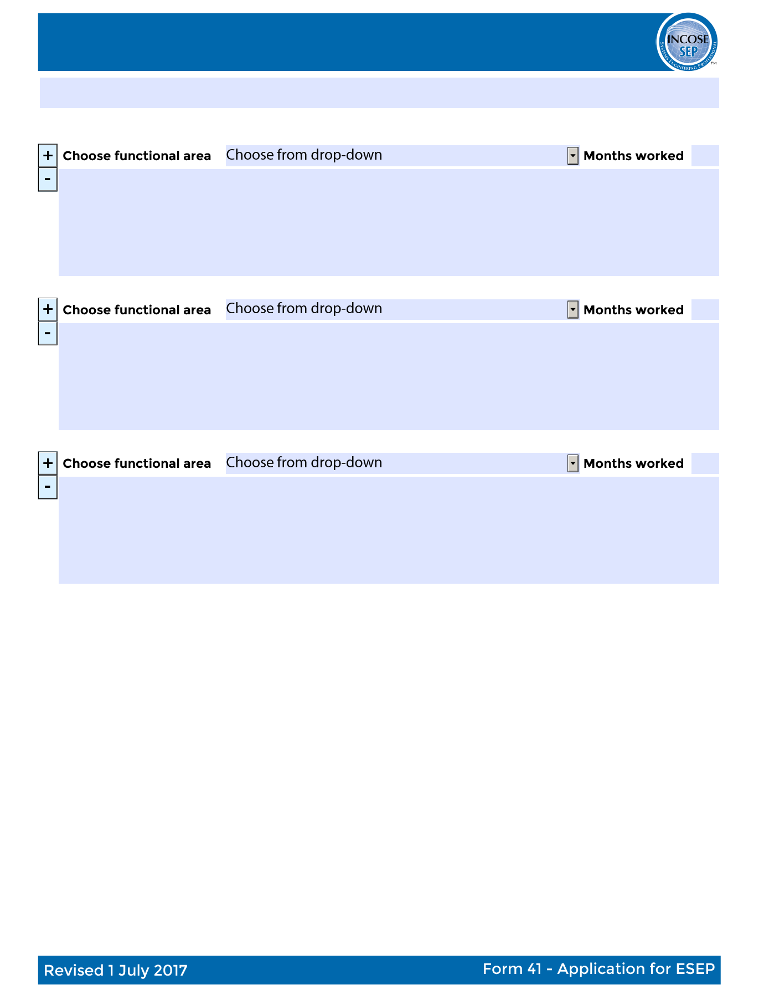 INCOSE
SEP
SYSTEMS ENGINEERING PROFESSIONAL
TM
+ Choose functional area Choose from drop-down Months worked
-
+ Choose functional area Choose from drop-down Months worked
-
+ Choose functional area Choose from drop-down Months worked
-
Revised 1 July 2017 Form 41 - Application for ESEP